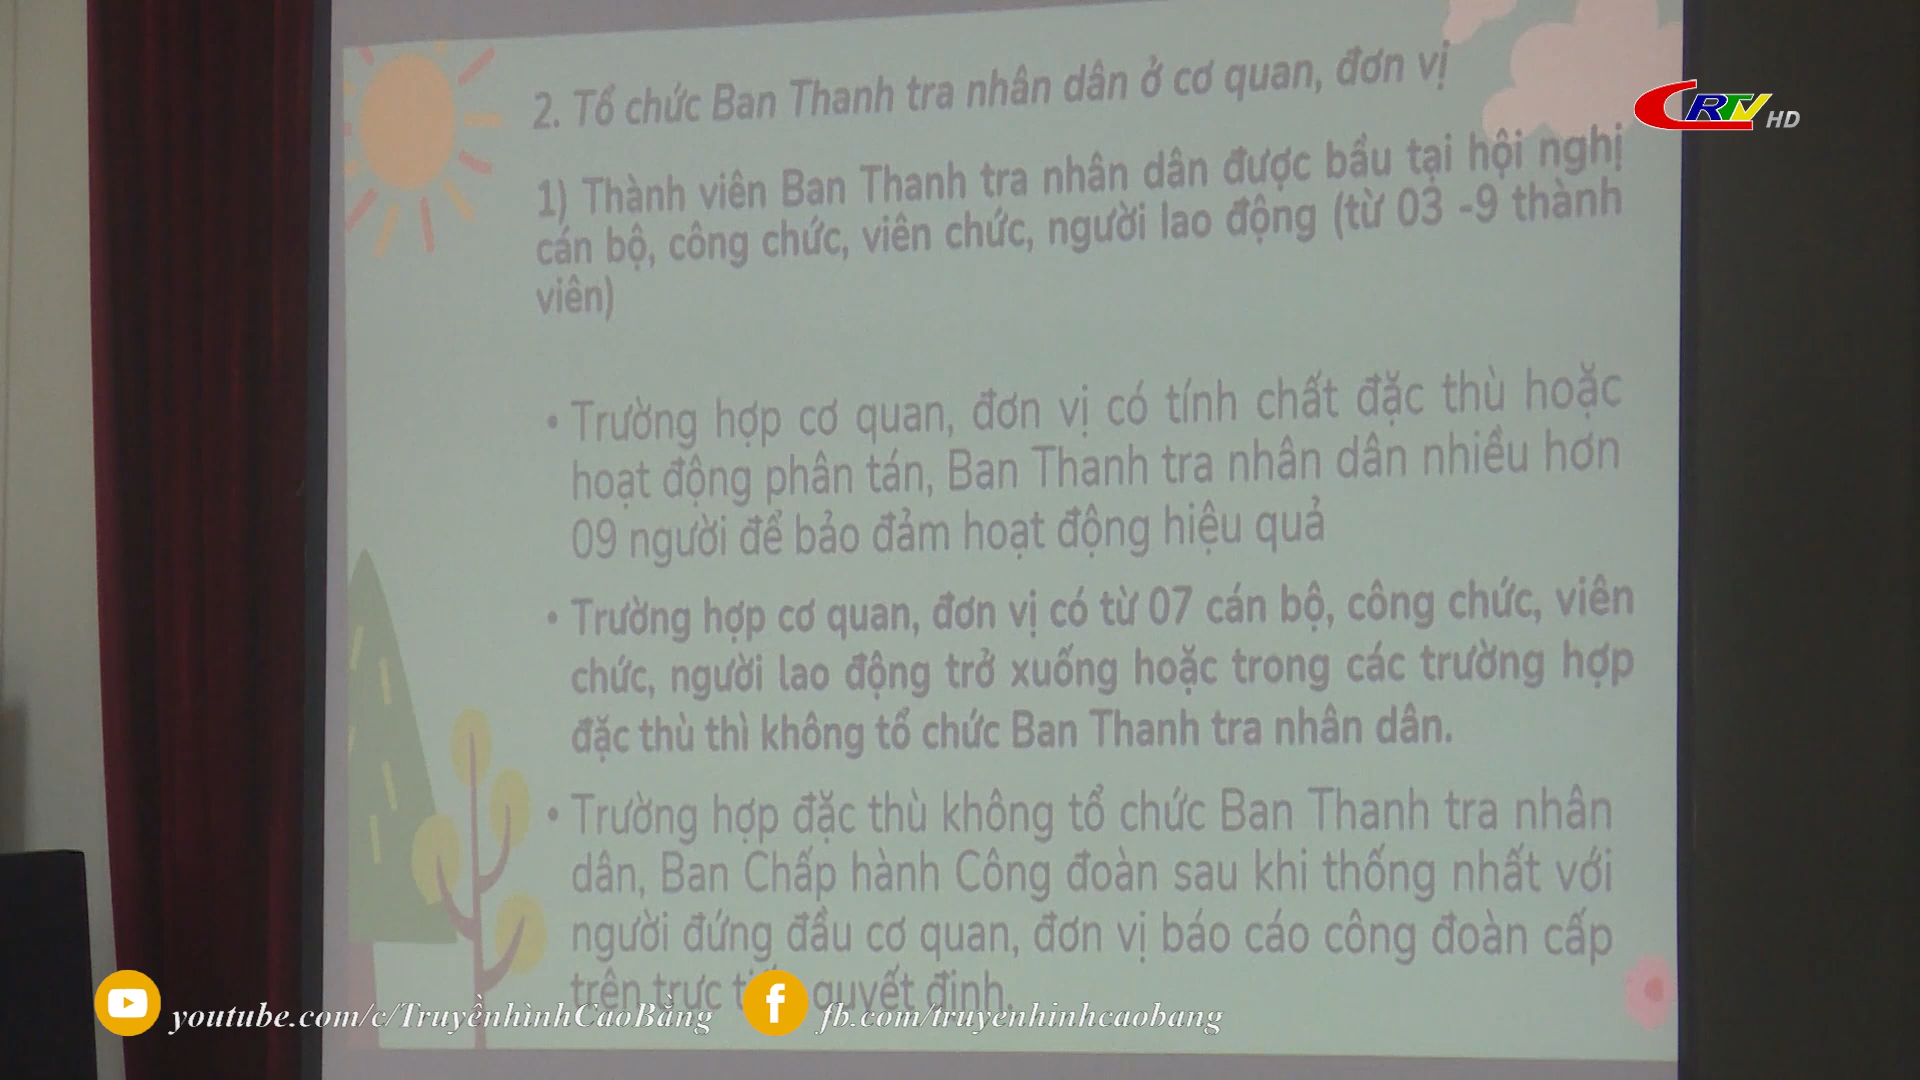 2. Tổ chức Ban Thanh tra nhân dân ở cơ quan, đơn vị
CRTV HD
1) Thành viên Ban Thanh tra nhân dân được bầu tại hội nghị
cán bộ, công chức, viên chức, người lao động (từ 03 -9 thành
viên)
• Trường hợp cơ quan, đơn vị có tính chất đặc thù hoặc
hoạt động phân tán, Ban Thanh tra nhân dân nhiều hơn
09 người để bảo đảm hoạt động hiệu quả
• Trường hợp cơ quan, đơn vị có từ 07 cán bộ, công chức, viên
chức, người lao động trở xuống hoặc trong các trường hợp
đặc thù thì không tổ chức Ban Thanh tra nhân dân.
• Trường hợp đặc thù không tổ chức Ban Thanh tra nhân
dân, Ban Chấp hành Công đoàn sau khi thống nhất với
người đứng đầu cơ quan, đơn vị báo cáo công đoàn cấp
trên trực quyết định.
youtube.com/c/TruyềnhìnhCaoBằng
fb.com/truyenhinhcaobang